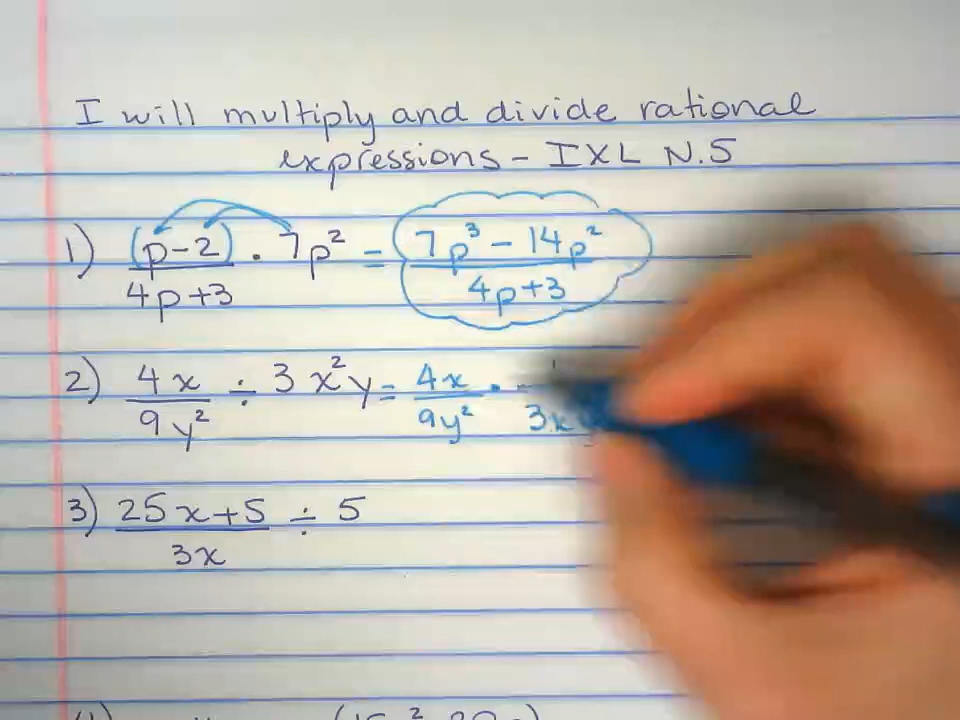 I will multiply and divide rational
expressions - IXL N.5
1) (p-2)/4p+3 · 7p² = 7p³ - 14p²/4p+3
2) 4x/9y² ÷ 3x²y = 4x/9y² · 
3) 25x+5/3x ÷ 5